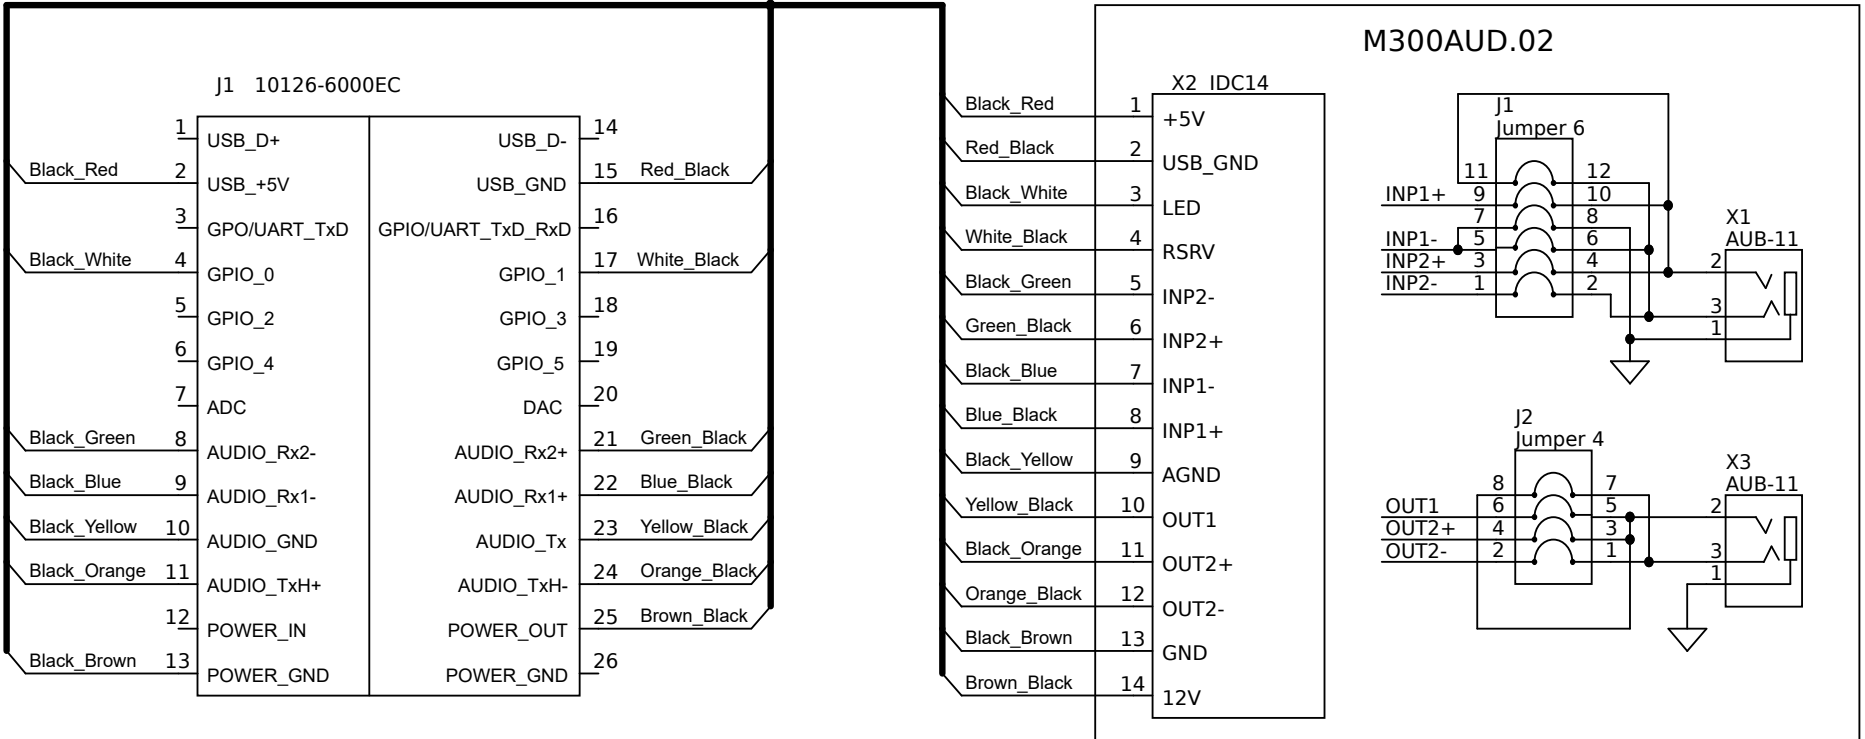 M300AUD.02
J1 10126-6000EC
1 USB_D+ USB_D- 14
Black_Red 2 USB_+5V USB_GND 15 Red_Black
3 GPO/UART_TxD GPIO/UART_TxD_RxD 16
Black_White 4 GPIO_0 GPIO_1 17 White_Black
5 GPIO_2 GPIO_3 18
6 GPIO_4 GPIO_5 19
7 ADC DAC 20
Black_Green 8 AUDIO_Rx2- AUDIO_Rx2+ 21 Green_Black
Black_Blue 9 AUDIO_Rx1- AUDIO_Rx1+ 22 Blue_Black
Black_Yellow 10 AUDIO_GND AUDIO_Tx 23 Yellow_Black
Black_Orange 11 AUDIO_TxH+ AUDIO_TxH- 24 Orange_Black
12 POWER_IN POWER_OUT 25 Brown_Black
Black_Brown 13 POWER_GND POWER_GND 26
X2 IDC14
Black_Red 1 +5V
Red_Black 2 USB_GND
Black_White 3 LED
White_Black 4 RSRV
Black_Green 5 INP2-
Green_Black 6 INP2+
Black_Blue 7 INP1-
Blue_Black 8 INP1+
Black_Yellow 9 AGND
Yellow_Black 10 OUT1
Black_Orange 11 OUT2+
Orange_Black 12 OUT2-
Black_Brown 13 GND
Brown_Black 14 12V
J1
Jumper 6
11 12
INP1+ 9 10
7 8
INP1- 5 6
INP2+ 3 4
INP2- 1 2
X1
AUB-11
2
3
1
J2
Jumper 4
8 7
OUT1 6 5
OUT2+ 4 3
OUT2- 2 1
X3
AUB-11
2
3
1